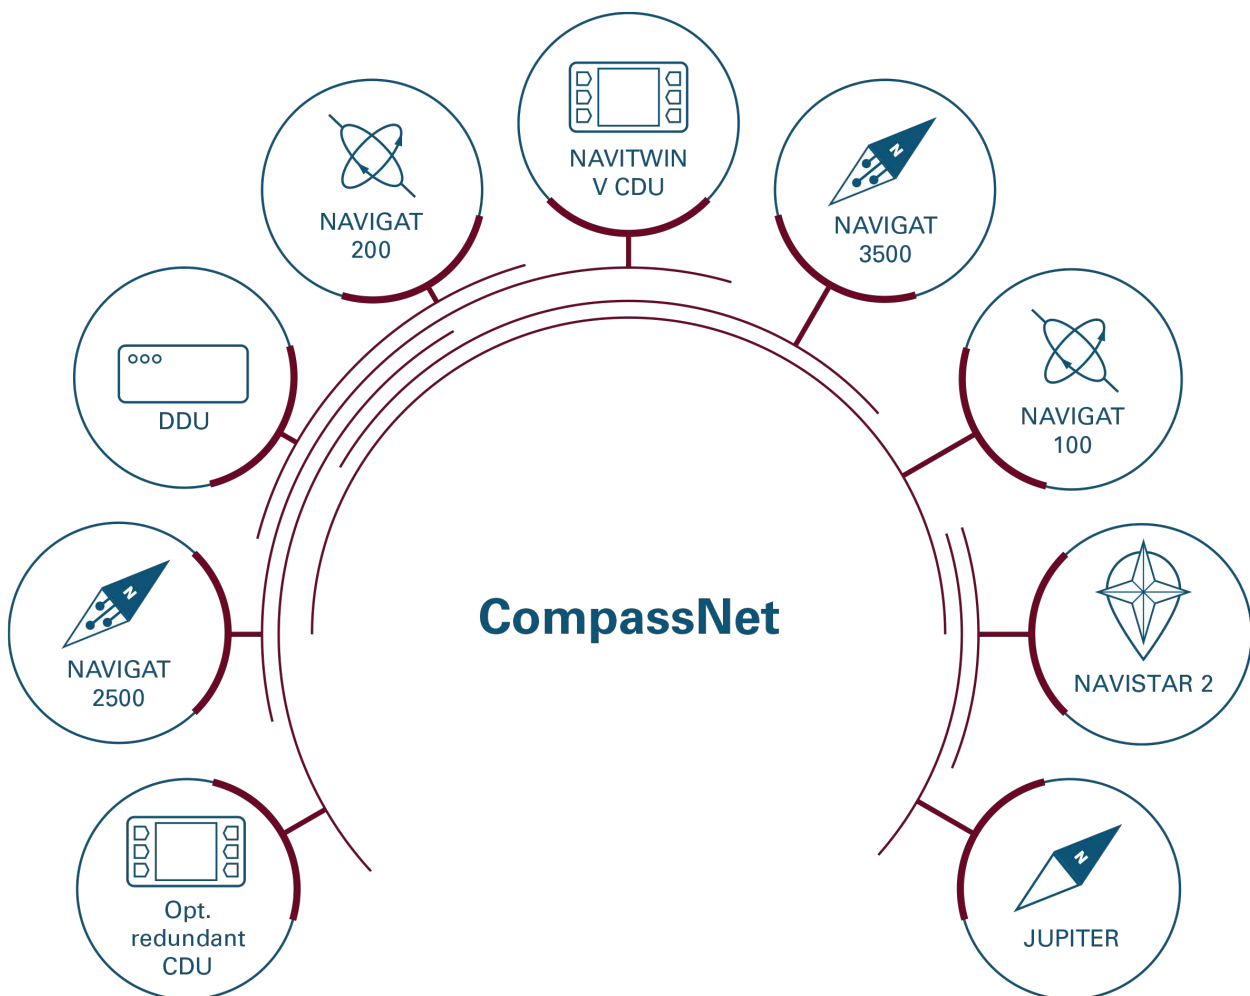 NAVITWIN
V CDU
NAVIGAT
200
N
NAVIGAT
3500
DDU
NAVIGAT
100
N
NAVIGAT
2500
CompassNet
NAVISTAR 2
Opt.
redundant
CDU
N
JUPITER